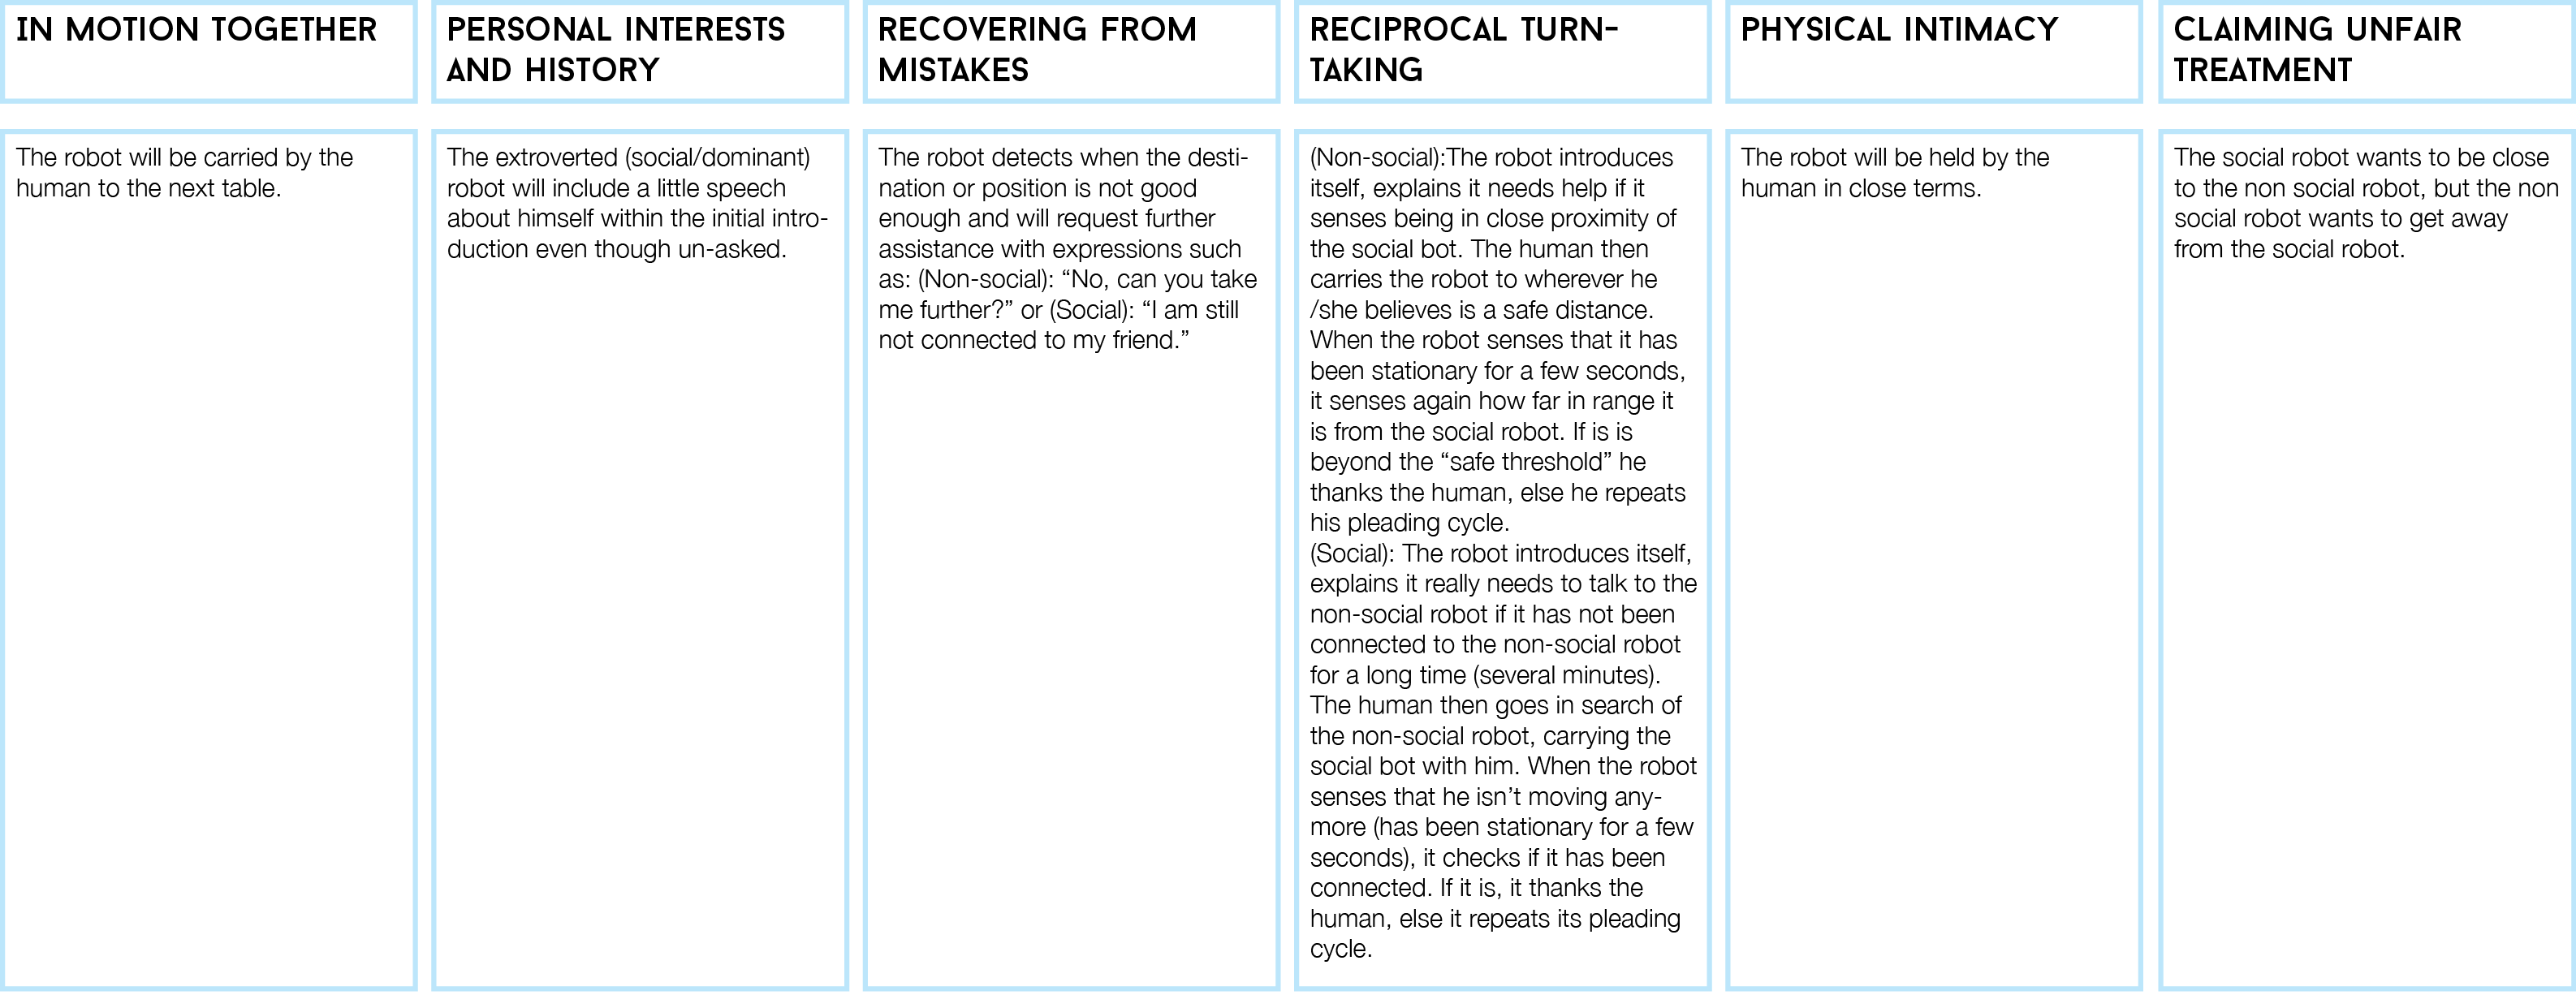 IN MOTION TOGETHER
The robot will be carried by the
human to the next table.
PERSONAL INTERESTS
AND HISTORY
The extroverted (social/dominant)
robot will include a little speech
about himself within the initial intro-
duction even though un-asked.
RECOVERING FROM
MISTAKES
The robot detects when the desti-
nation or position is not good
enough and will request further
assistance with expressions such
as: (Non-social): “No, can you take
me further?” or (Social): “I am still
not connected to my friend.”
RECIPROCAL TURN-
TAKING
(Non-social):The robot introduces
itself, explains it needs help if it
senses being in close proximity of
the social bot. The human then
carries the robot to wherever he
/she believes is a safe distance.
When the robot senses that it has
been stationary for a few seconds,
it senses again how far in range it
is from the social robot. If is is
beyond the “safe threshold” he
thanks the human, else he repeats
his pleading cycle.
(Social): The robot introduces itself,
explains it really needs to talk to the
non-social robot if it has not been
connected to the non-social robot
for a long time (several minutes).
The human then goes in search of
the non-social robot, carrying the
social bot with him. When the robot
senses that he isn’t moving any-
more (has been stationary for a few
seconds), it checks if it has been
connected. If it is, it thanks the
human, else it repeats its pleading
cycle.
PHYSICAL INTIMACY
The robot will be held by the
human in close terms.
CLAIMING UNFAIR
TREATMENT
The social robot wants to be close
to the non social robot, but the non
social robot wants to get away
from the social robot.